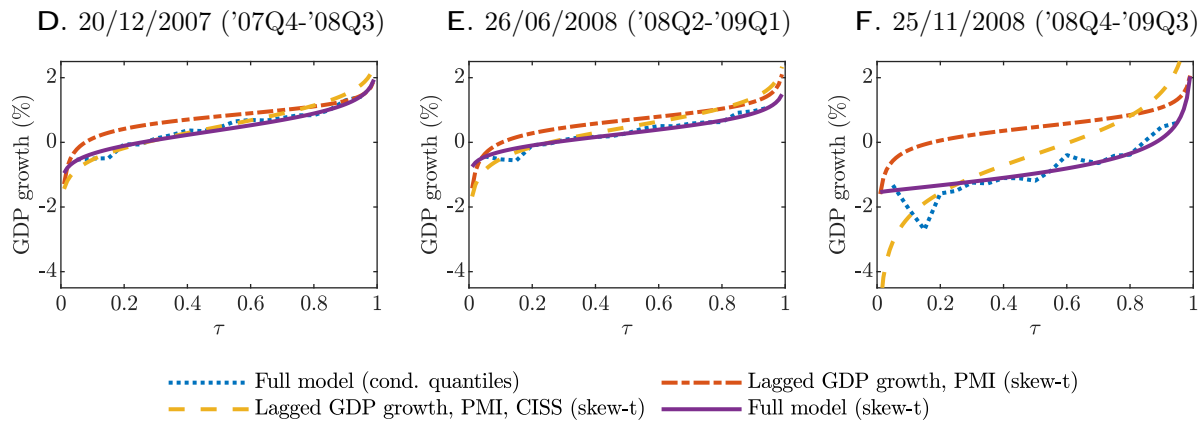 D. 20/12/2007 ('07Q4-'08Q3)
GDP growth (%)
2
0
-2
-4
0
0.2
0.4
0.6
0.8
1
τ
E. 26/06/2008 ('08Q2-'09Q1)
GDP growth (%)
2
0
-2
-4
0
0.2
0.4
0.6
0.8
1
τ
F. 25/11/2008 ('08Q4-'09Q3)
GDP growth (%)
2
0
-2
-4
0
0.2
0.4
0.6
0.8
1
τ
Full model (cond. quantiles)
Lagged GDP growth, PMI (skew-t)
Lagged GDP growth, PMI, CISS (skew-t)
Full model (skew-t)